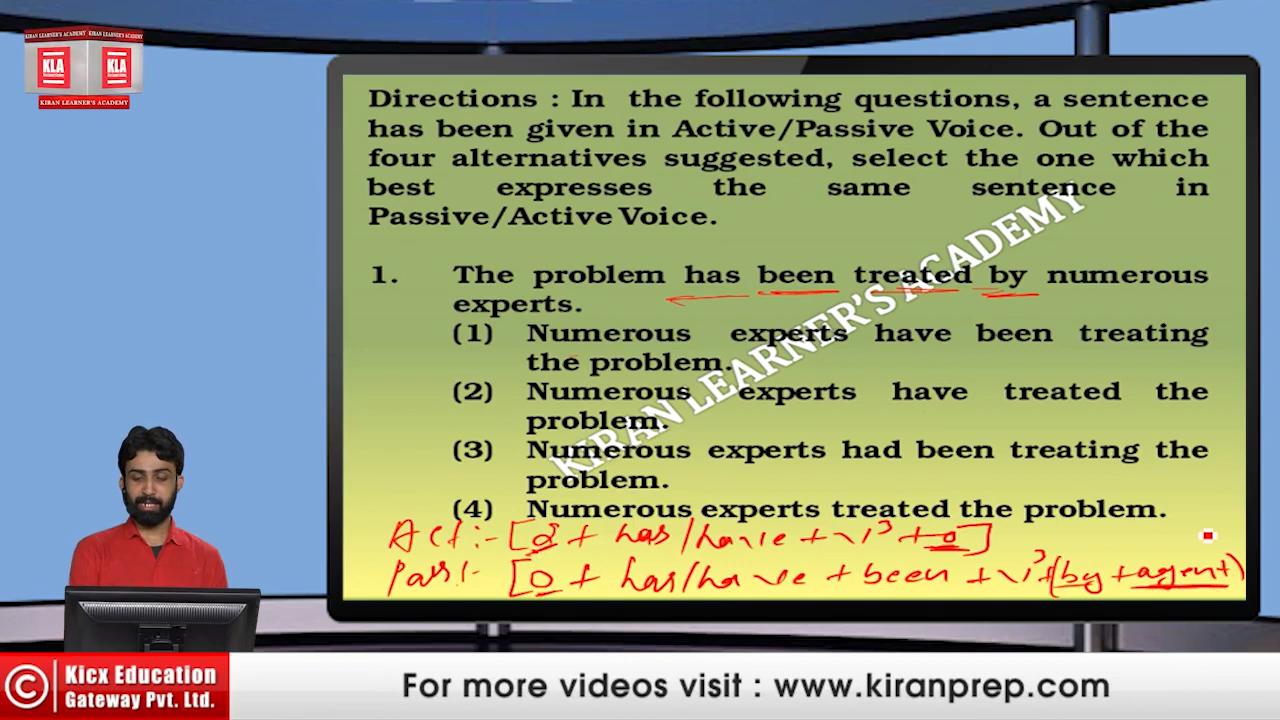 KIRAN LEARNER'S ACADEMY KIRAN LEARNER'S ACADEMY
KLA KLA
KIRAN LEARNER'S ACADEMY
Directions : In the following questions, a sentence
has been given in Active/Passive Voice. Out of the
four alternatives suggested, select the one which
best expresses the same sentence in
Passive/Active Voice.
1. The problem has been treated by numerous
experts.
(1) Numerous experts have been treating
the problem.
(2) Numerous experts have treated the
problem.
(3) Numerous experts had been treating the
problem.
(4) Numerous experts treated the problem.
KIRAN LEARNER'S ACADEMY
Act :- [ + has/have + v³ + o]
Pass :- [O + has/have + been + v³ + (by + agent)
© Kicx Education
Gateway Pvt. Ltd.
For more videos visit : www.kiranprep.com